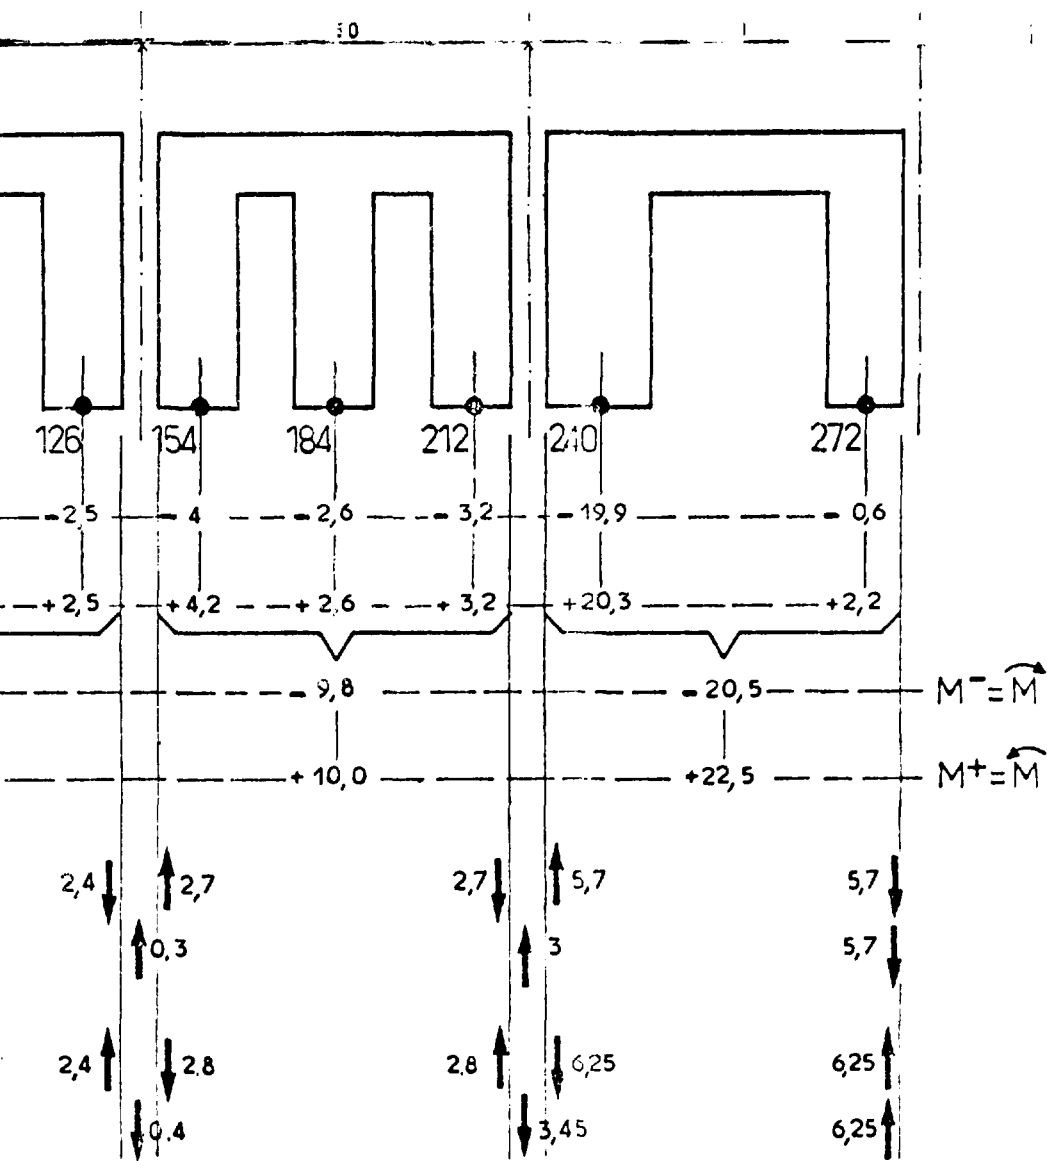 126 154 184 212 240 272
- 2,5 - 4 - 2,6 - 3,2 - 19,9 - 0,6
+ 2,5 + 4,2 + 2,6 + 3,2 +20,3 +2,2
- 9,8 - 20,5 M⁻=M
+ 10,0 +22,5 M⁺=M
2,4 2,7 2,7 5,7 5,7
0,3 3 5,7
2,4 2,8 2,8 6,25 6,25
0,4 3,45 6,25